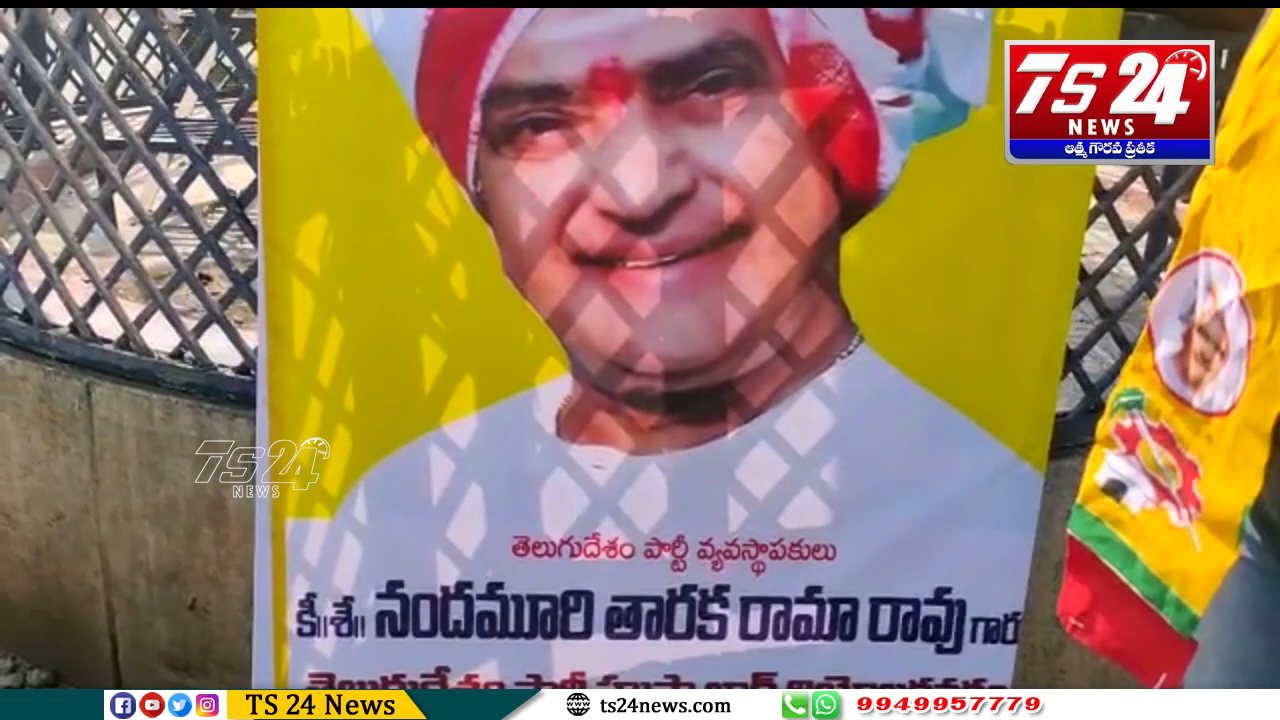 TS 24
NEWS
ఆత్మ గౌరవ ప్రతీక
TS 24
NEWS
తెలుగుదేశం పార్టీ వ్యవస్థాపకులు
కీ॥శే॥ నందమూరి తారక రామా రావు గారు
తెలుగుదేశం పార్టీ
TS 24 News
ts24news.com
9949957779